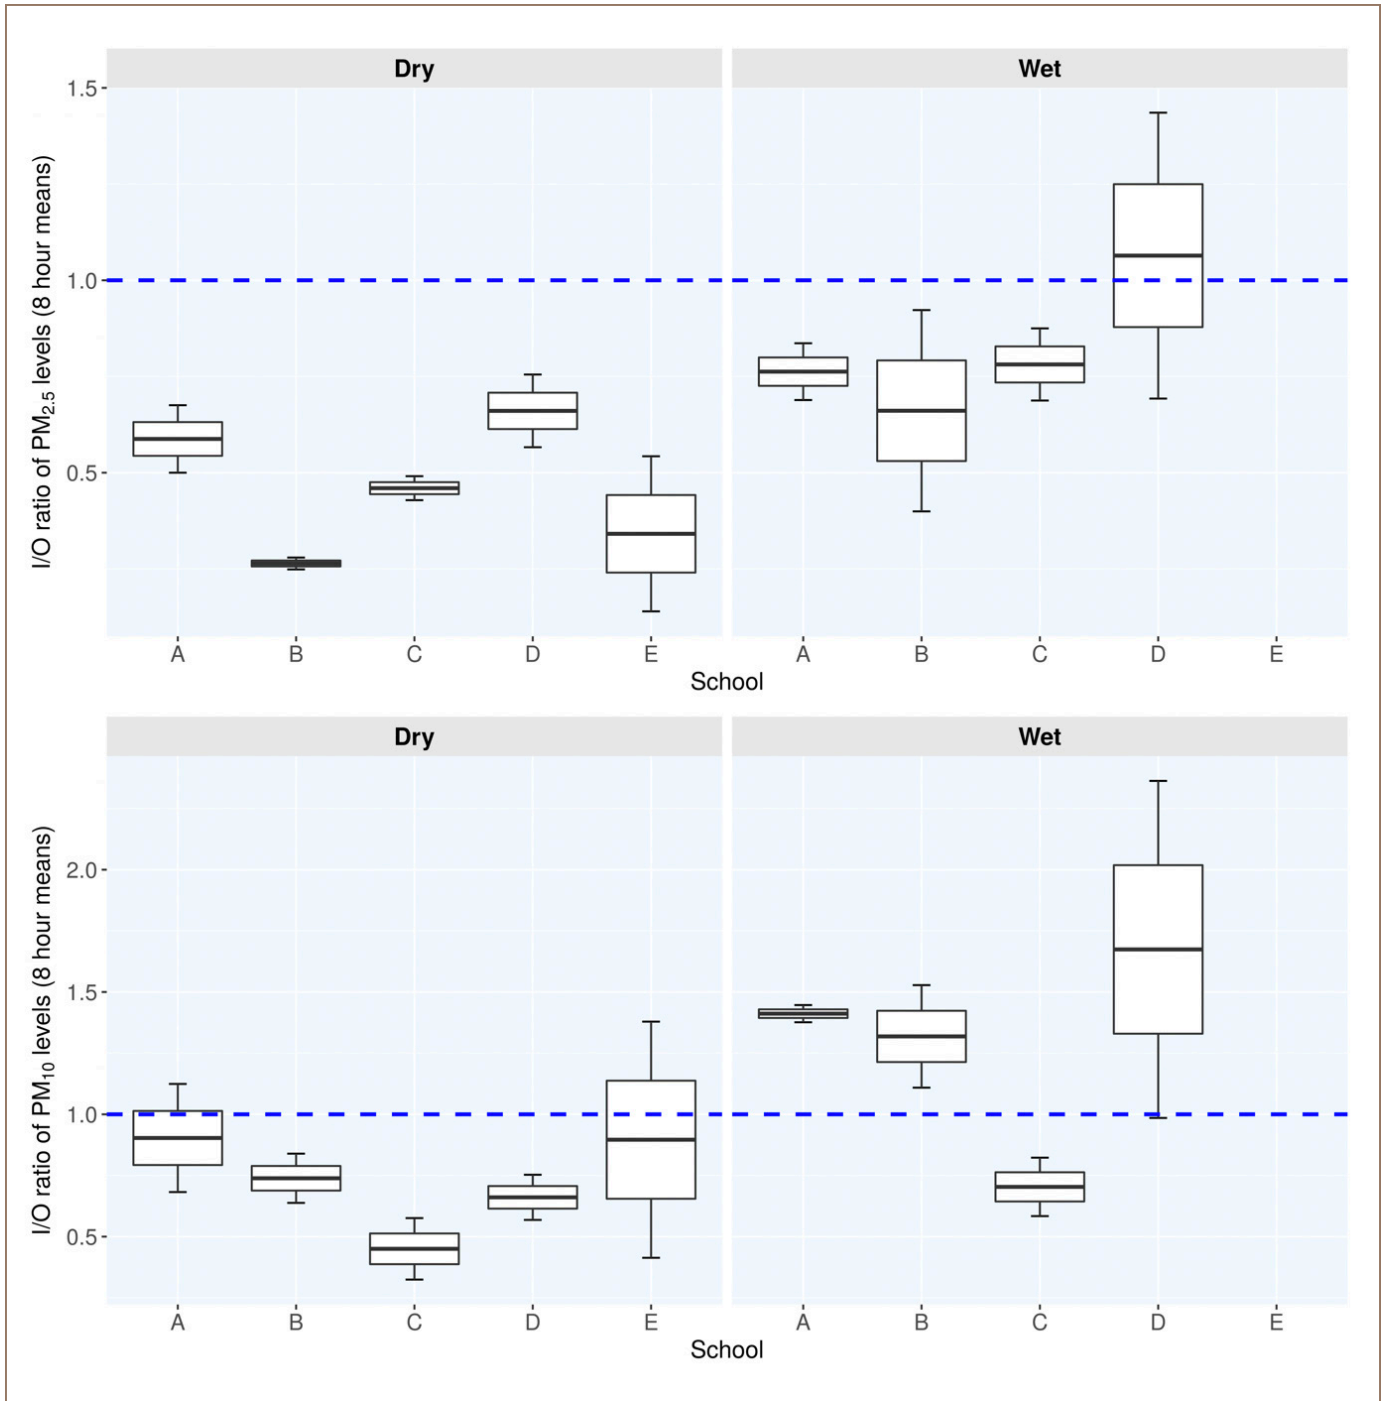 Dry Wet
1.5
1.0
0.5
I/O ratio of PM2.5 levels (8 hour means)
A B C D E A B C D E
School
Dry Wet
2.0
1.5
1.0
0.5
I/O ratio of PM10 levels (8 hour means)
A B C D E A B C D E
School